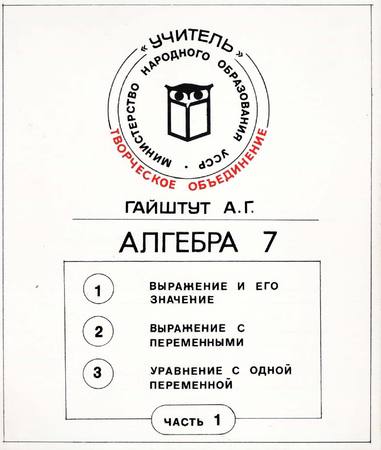 «УЧИТЕЛЬ»
МИНИСТЕРСТВО НАРОДНОГО ОБРАЗОВАНИЯ УССР •
ТВОРЧЕСКОЕ ОБЪЕДИНЕНИЕ
ГАЙШТУТ А.Г.
АЛГЕБРА 7
1 ВЫРАЖЕНИЕ И ЕГО
ЗНАЧЕНИЕ
2 ВЫРАЖЕНИЕ С
ПЕРЕМЕННЫМИ
3 УРАВНЕНИЕ С ОДНОЙ
ПЕРЕМЕННОЙ
ЧАСТЬ 1